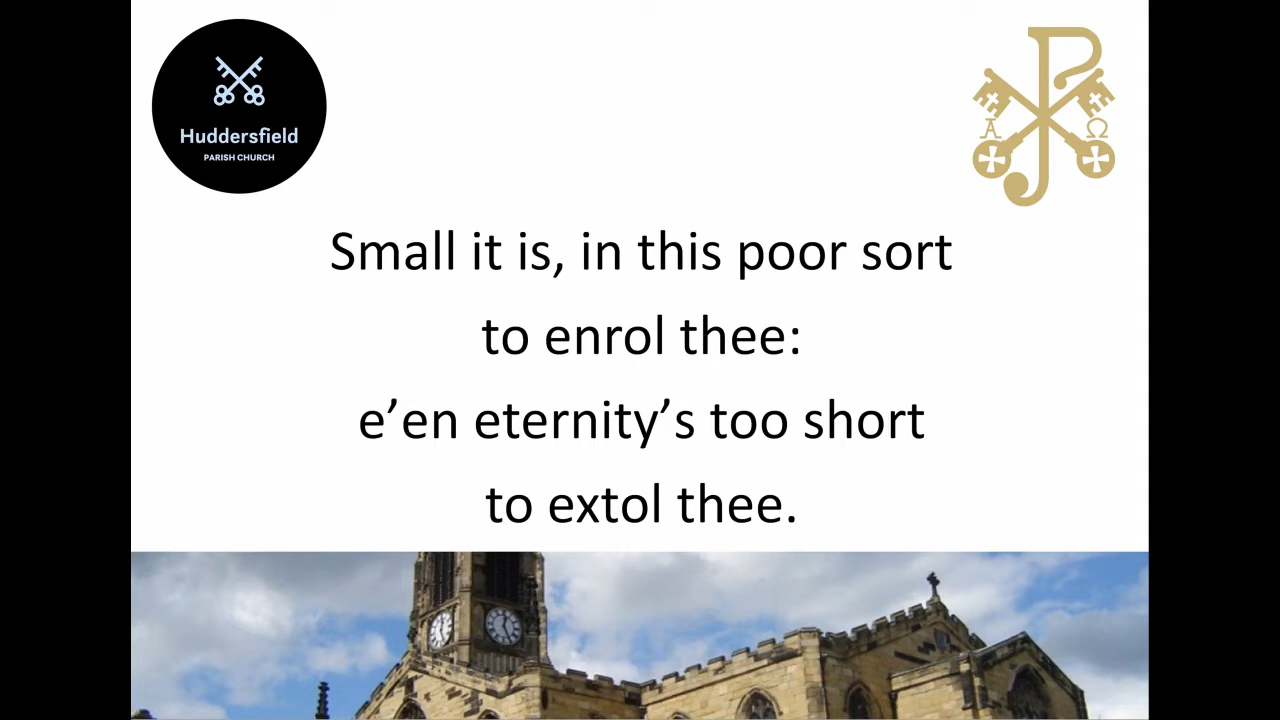 Huddersfield
PARISH CHURCH
Α Ω
Small it is, in this poor sort
to enrol thee:
e’en eternity’s too short
to extol thee.